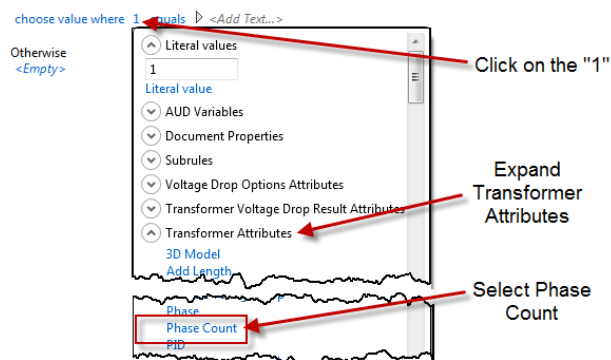 choose value where 1 equals <Add Text...>
Otherwise
<Empty>
Literal values
1
Literal value
AUD Variables
Document Properties
Subrules
Voltage Drop Options Attributes
Transformer Voltage Drop Result Attributes
Transformer Attributes
3D Model
Add Length
Phase
Phase Count
PID
Click on the "1"
Expand
Transformer
Attributes
Select Phase
Count